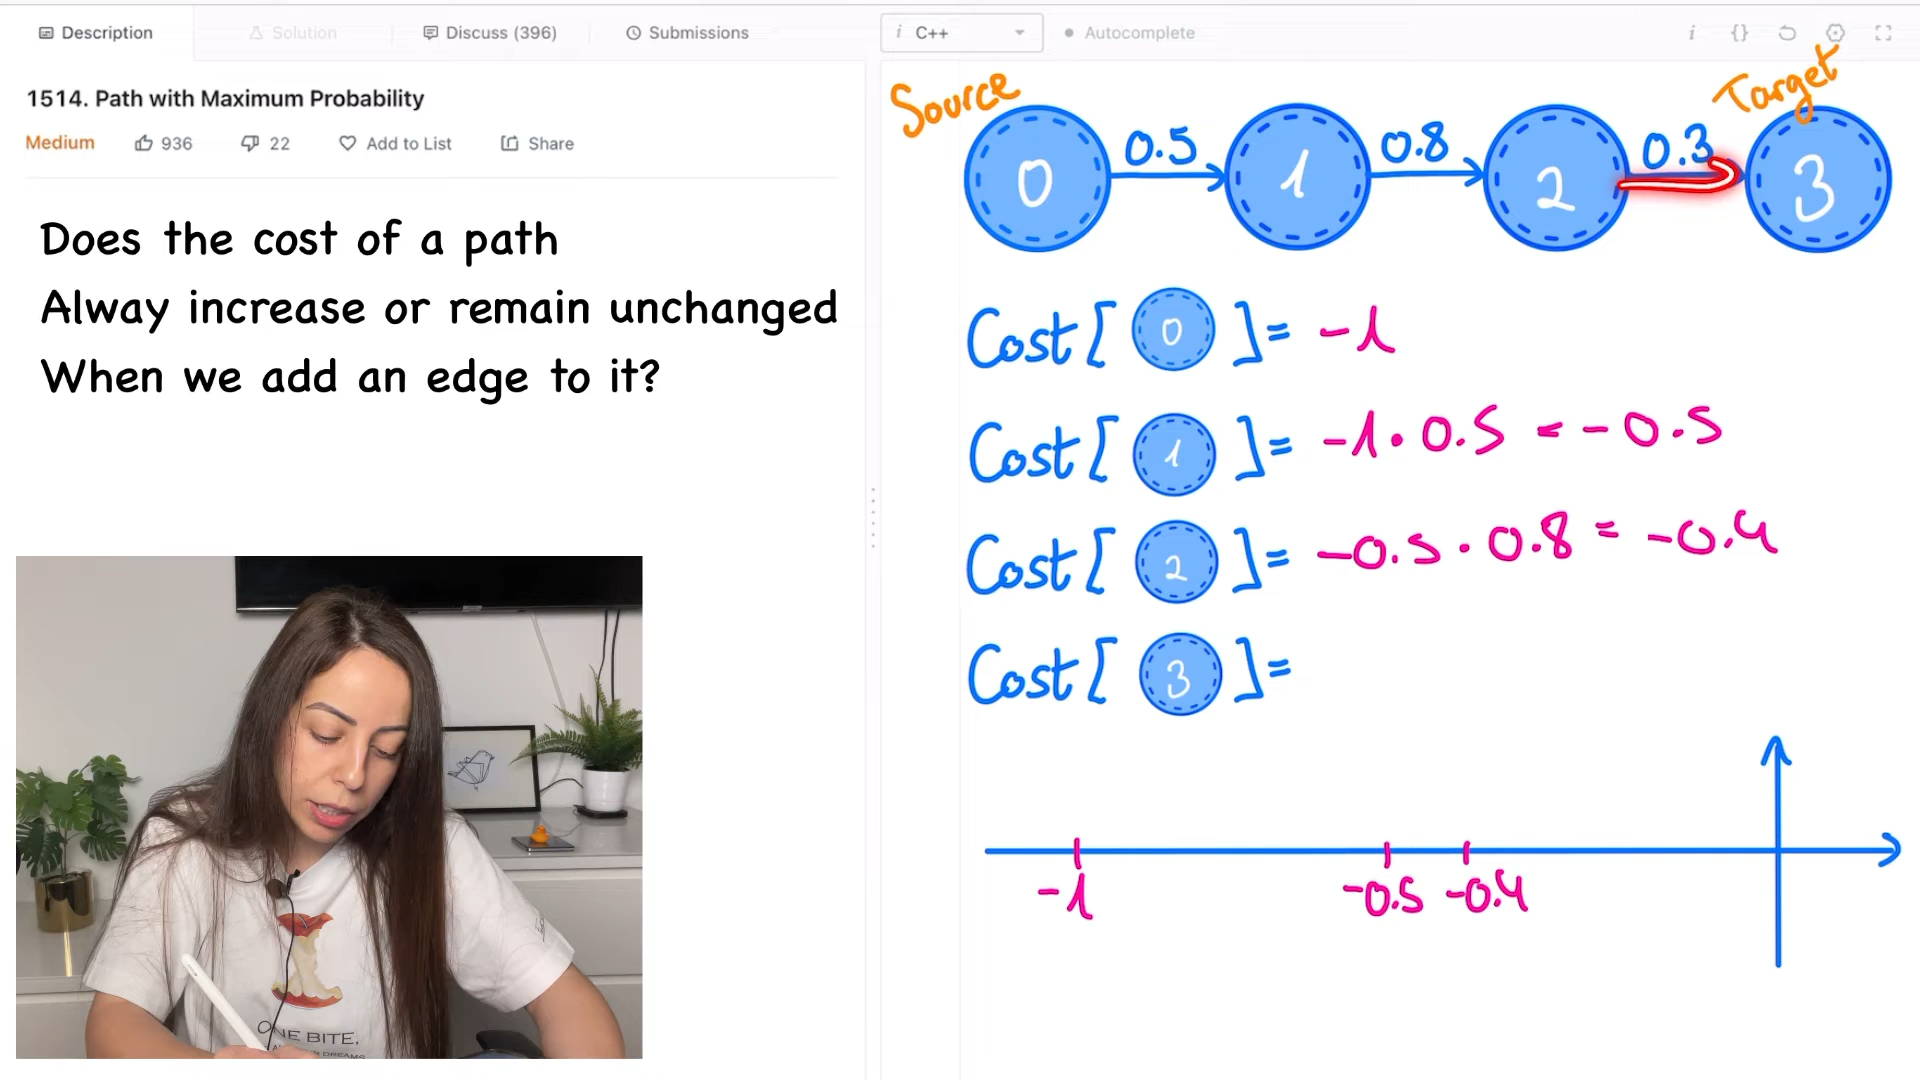 Description
Solution
Discuss (396)
Submissions
i C++
Autocomplete
i {}
1514. Path with Maximum Probability
Medium
936
22
Add to List
Share
Does the cost of a path
Alway increase or remain unchanged
When we add an edge to it?
Source
Target
0 0.5 1 0.8 2 0.3 3
Cost[ 0 ]= -1
Cost[ 1 ]= -1 · 0.5 = -0.5
Cost[ 2 ]= -0.5 · 0.8 = -0.4
Cost[ 3 ]=
-1 -0.5 -0.4
ONE BITE,
DREAMS